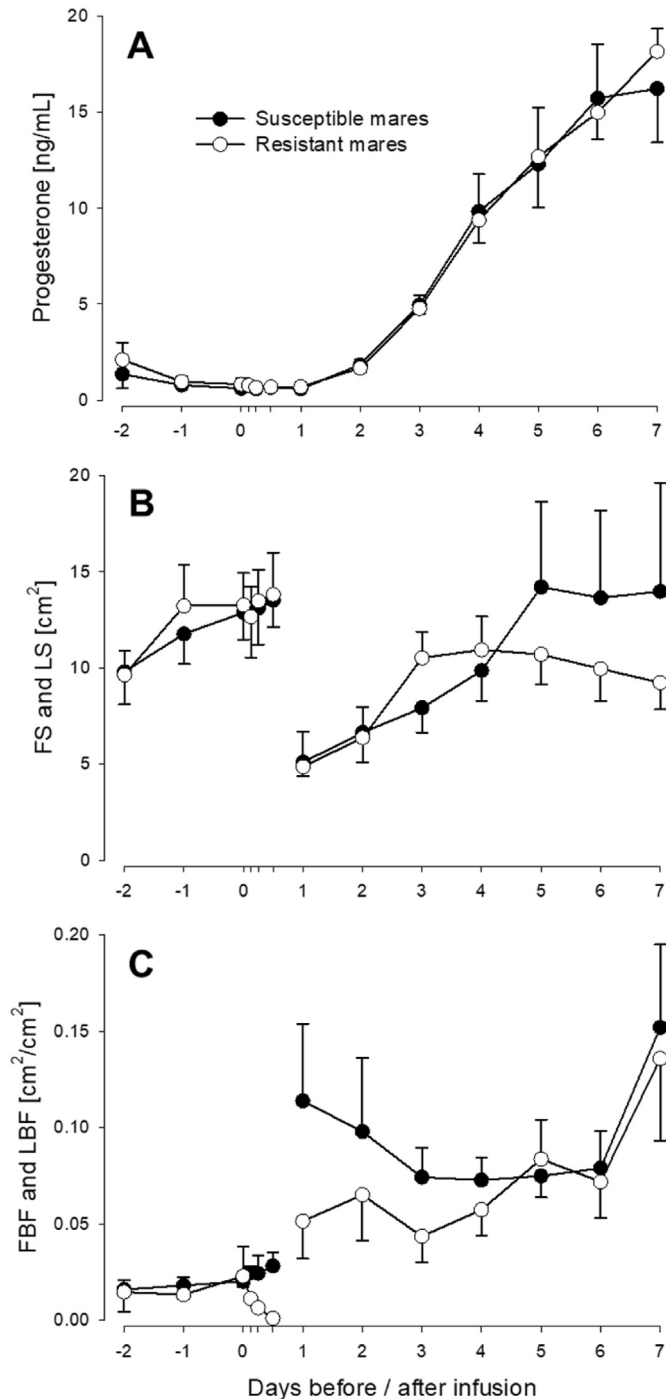 A
Susceptible mares
Resistant mares
Progesterone [ng/mL]
20
15
10
5
0
-2 -1 0 1 2 3 4 5 6 7
B
FS and LS [cm²]
20
15
10
5
0
-2 -1 0 1 2 3 4 5 6 7
C
FBF and LBF [cm²/cm²]
0.20
0.15
0.10
0.05
0.00
-2 -1 0 1 2 3 4 5 6 7
Days before / after infusion